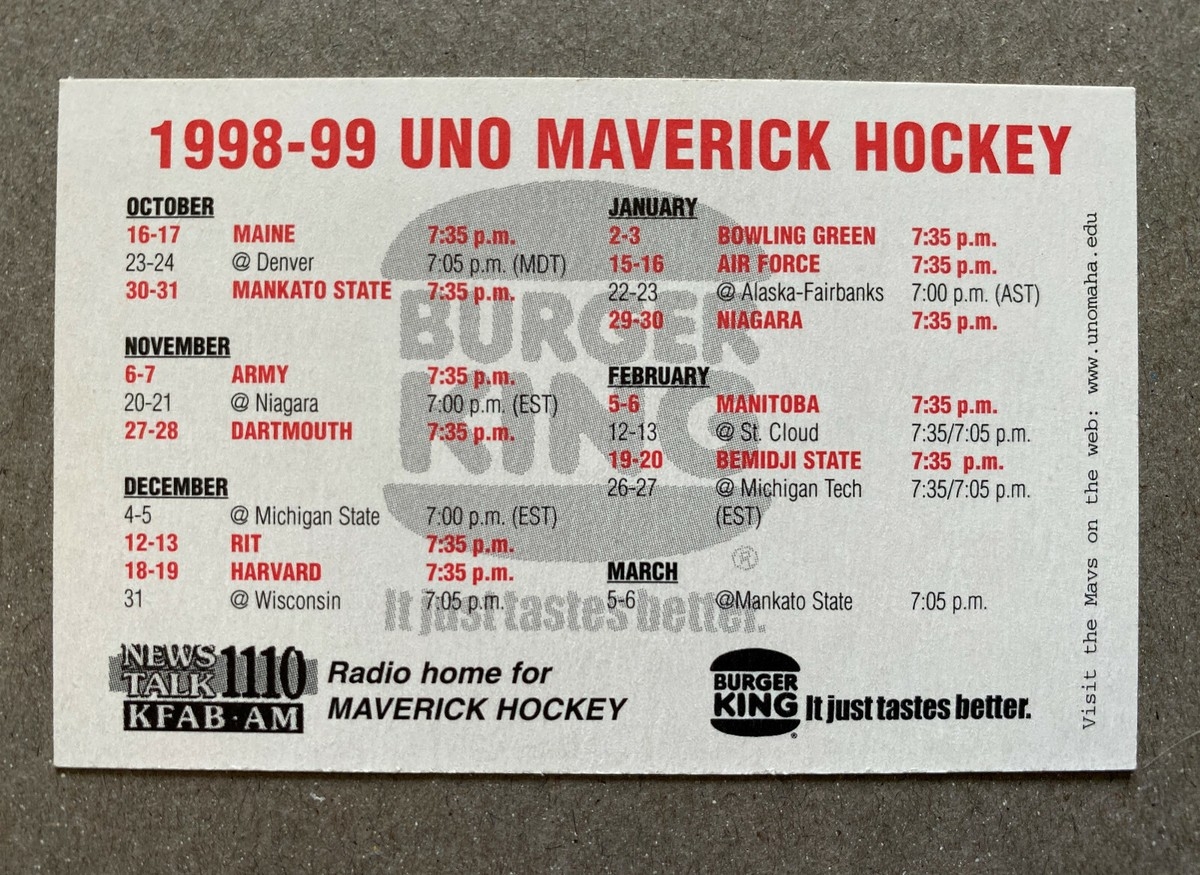 1998-99 UNO MAVERICK HOCKEY
OCTOBER
16-17 MAINE 7:35 p.m.
23-24 @ Denver 7:05 p.m. (MDT)
30-31 MANKATO STATE 7:35 p.m.
NOVEMBER
6-7 ARMY 7:35 p.m.
20-21 @ Niagara 7:00 p.m. (EST)
27-28 DARTMOUTH 7:35 p.m.
DECEMBER
4-5 @ Michigan State 7:00 p.m. (EST)
12-13 RIT 7:35 p.m.
18-19 HARVARD 7:35 p.m.
31 @ Wisconsin 7:05 p.m.
JANUARY
2-3 BOWLING GREEN 7:35 p.m.
15-16 AIR FORCE 7:35 p.m.
22-23 @ Alaska-Fairbanks 7:00 p.m. (AST)
29-30 NIAGARA 7:35 p.m.
FEBRUARY
5-6 MANITOBA 7:35 p.m.
12-13 @ St. Cloud 7:35/7:05 p.m.
19-20 BEMIDJI STATE 7:35 p.m.
26-27 @ Michigan Tech 7:35/7:05 p.m.
(EST)
MARCH
5-6 @Mankato State 7:05 p.m.
BURGER
KING
®
It just tastes better.
NEWS
TALK 1110
KFAB·AM
Radio home for
MAVERICK HOCKEY
BURGER
KING
®
It just tastes better.
Visit the Mavs on the web: www.unomaha.edu